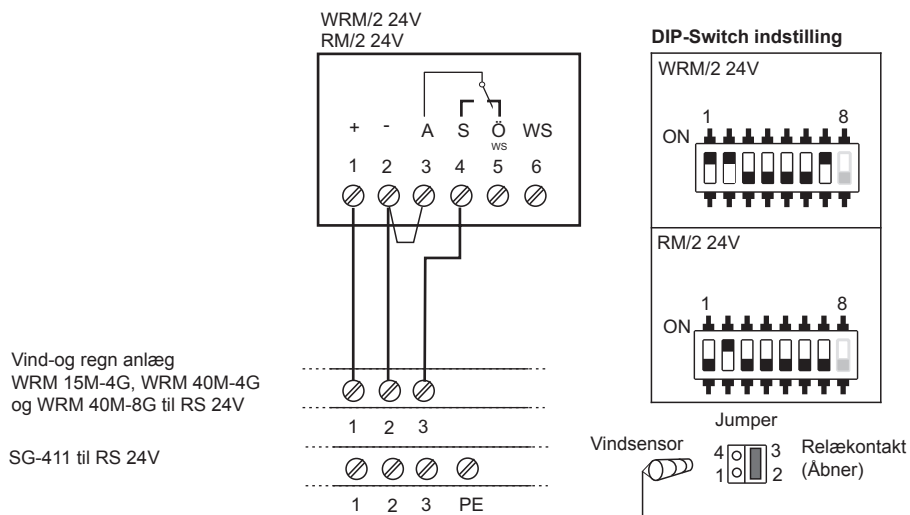 WRM/2 24V
RM/2 24V
+ - A S Ö WS
WS
1 2 3 4 5 6
DIP-Switch indstilling
WRM/2 24V
1 8
ON
RM/2 24V
1 8
ON
Vind-og regn anlæg
WRM 15M-4G, WRM 40M-4G
og WRM 40M-8G til RS 24V
1 2 3
SG-411 til RS 24V
1 2 3 PE
Jumper
Vindsensor
4 3
1 2
Relækontakt
(Åbner)